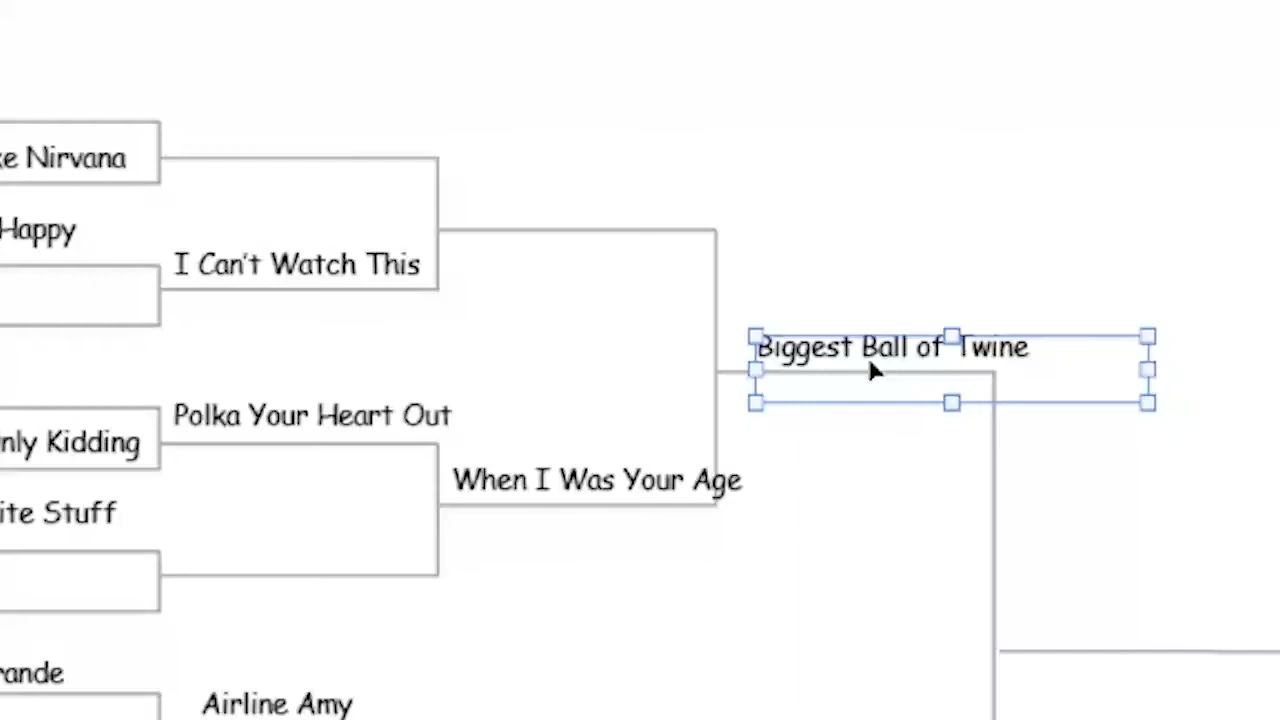 ke Nirvana
Happy
I Can't Watch This
Biggest Ball of Twine
Polka Your Heart Out
nly Kidding
When I Was Your Age
ite Stuff
rande
Airline Amy